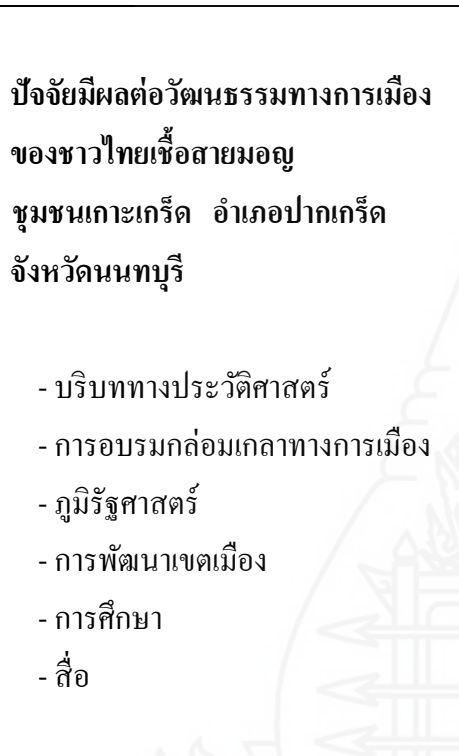 ปัจจัยมีผลต่อวัฒนธรรมทางการเมือง
ของชาวไทยเชื้อสายมอญ
ชุมชนเกาะเกร็ด อำเภอปากเกร็ด
จังหวัดนนทบุรี
- บริบททางประวัติศาสตร์
- การอบรมกล่อมเกลาทางการเมือง
- ภูมิรัฐศาสตร์
- การพัฒนาเขตเมือง
- การศึกษา
- สื่อ